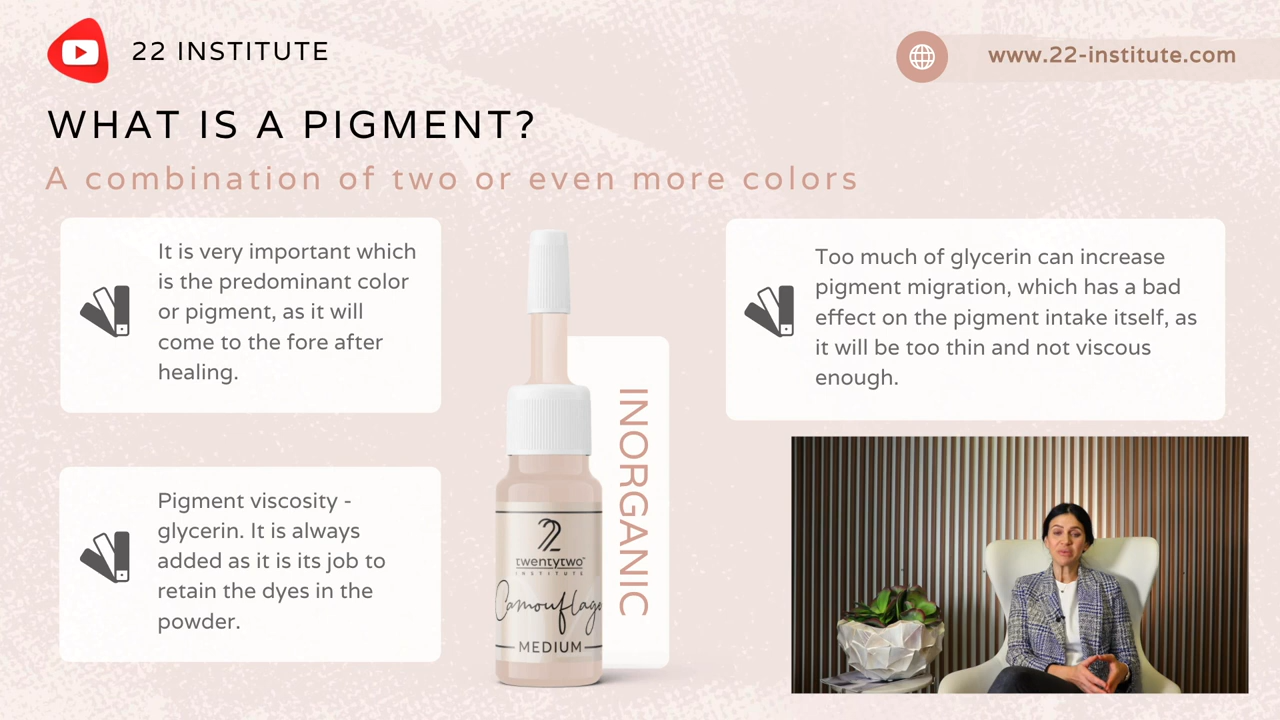 22 INSTITUTE
www.22-institute.com
WHAT IS A PIGMENT?
A combination of two or even more colors
It is very important which
is the predominant color
or pigment, as it will
come to the fore after
healing.
Pigment viscosity -
glycerin. It is always
added as it is its job to
retain the dyes in the
powder.
22
twentytwo
INSTITUTE
Camouflage
MEDIUM
INORGANIC
Too much of glycerin can increase
pigment migration, which has a bad
effect on the pigment intake itself, as
it will be too thin and not viscous
enough.